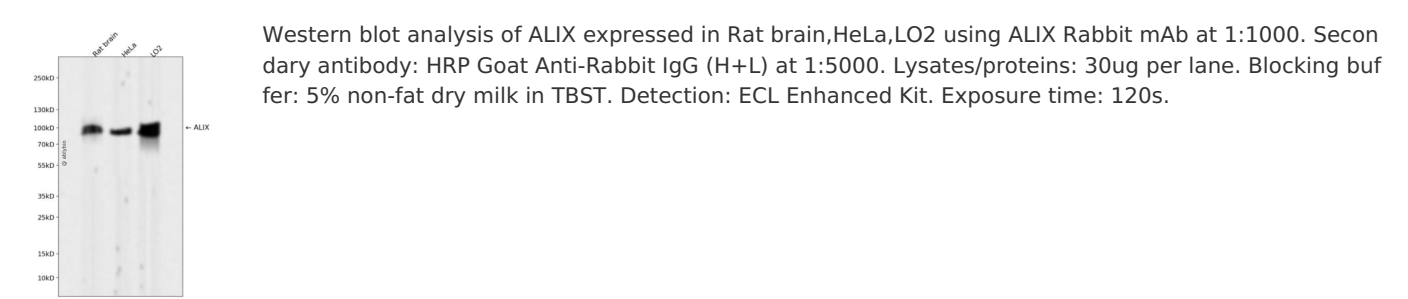 Rat brain
HeLa
LO2
Western blot analysis of ALIX expressed in Rat brain,HeLa,LO2 using ALIX Rabbit mAb at 1:1000. Secon
dary antibody: HRP Goat Anti-Rabbit IgG (H+L) at 1:5000. Lysates/proteins: 30ug per lane. Blocking buf
fer: 5% non-fat dry milk in TBST. Detection: ECL Enhanced Kit. Exposure time: 120s.
250kD
130kD
100kD
← ALIX
70kD
55kD
35kD
25kD
15kD
10kD